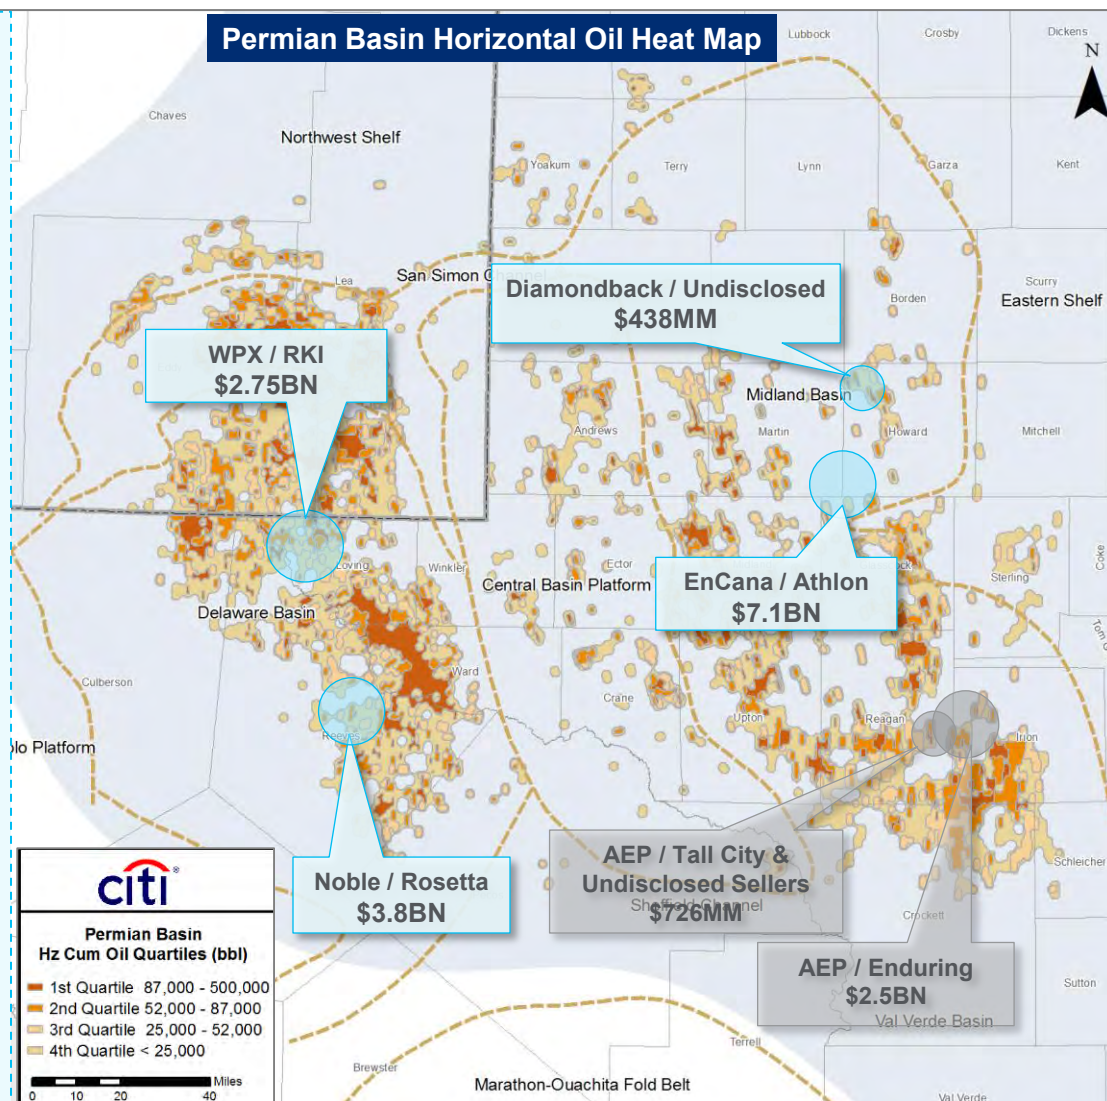 Permian Basin Horizontal Oil Heat Map
Lubbock
Crosby
Dickens
N
Chaves
Northwest Shelf
Yoakum
Terry
Lynn
Garza
Kent
San Simon Channel
Lea
Diamondback / Undisclosed
$438MM
Borden
Scurry
Eastern Shelf
WPX / RKI
$2.75BN
Midland Basin
Andrews
Martin
Howard
Mitchell
Loving
Winkler
Ector
Central Basin Platform
EnCana / Athlon
$7.1BN
Sterling
Coke
Delaware Basin
Tom G
Culberson
Ward
Crane
Upton
Reagan
Irion
Reeves
blo Platform
AEP / Tall City &
Undisclosed Sellers
$726MM
Sheffield Channel
Schleicher
Noble / Rosetta
$3.8BN
Crockett
AEP / Enduring
$2.5BN
Sutton
Val Verde Basin
citi®
Permian Basin
Hz Cum Oil Quartiles (bbl)
1st Quartile 87,000 - 500,000
2nd Quartile 52,000 - 87,000
3rd Quartile 25,000 - 52,000
4th Quartile < 25,000
Miles
0 10 20 40
Terrell
Brewster
Marathon-Ouachita Fold Belt
Val Verde